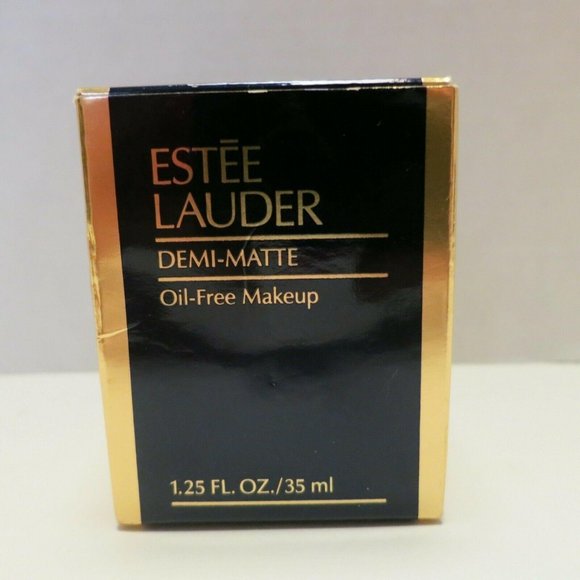 ESTĒE
LAUDER
DEMI-MATTE
Oil-Free Makeup
1.25 FL. OZ./35 ml